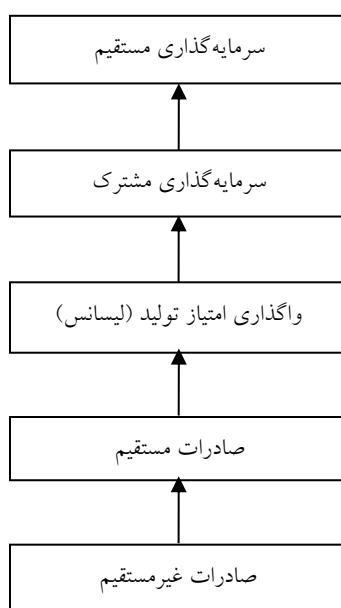 سرمایه‌گذاری مستقیم
سرمایه‌گذاری مشترک
واگذاری امتیاز تولید (لیسانس)
صادرات مستقیم
صادرات غیرمستقیم